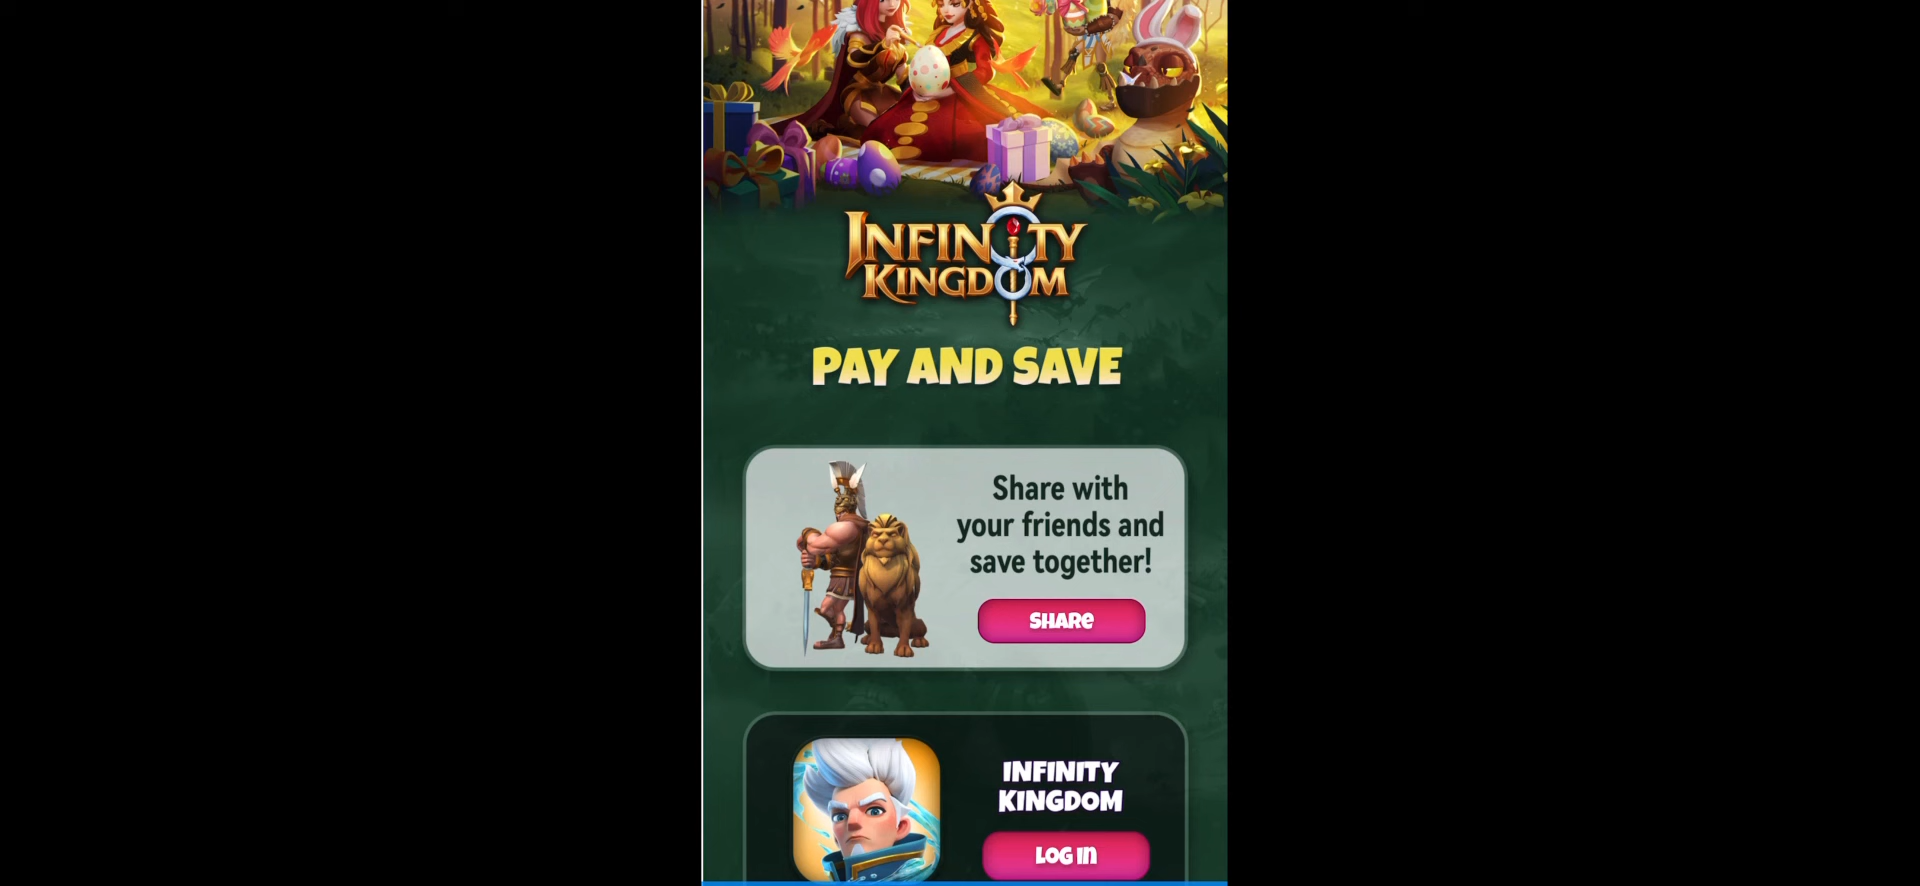 INFINITY
KINGDOM
PAY AND SAVE
Share with
your friends and
save together!
SHARE
INFINITY
KINGDOM
LOG IN